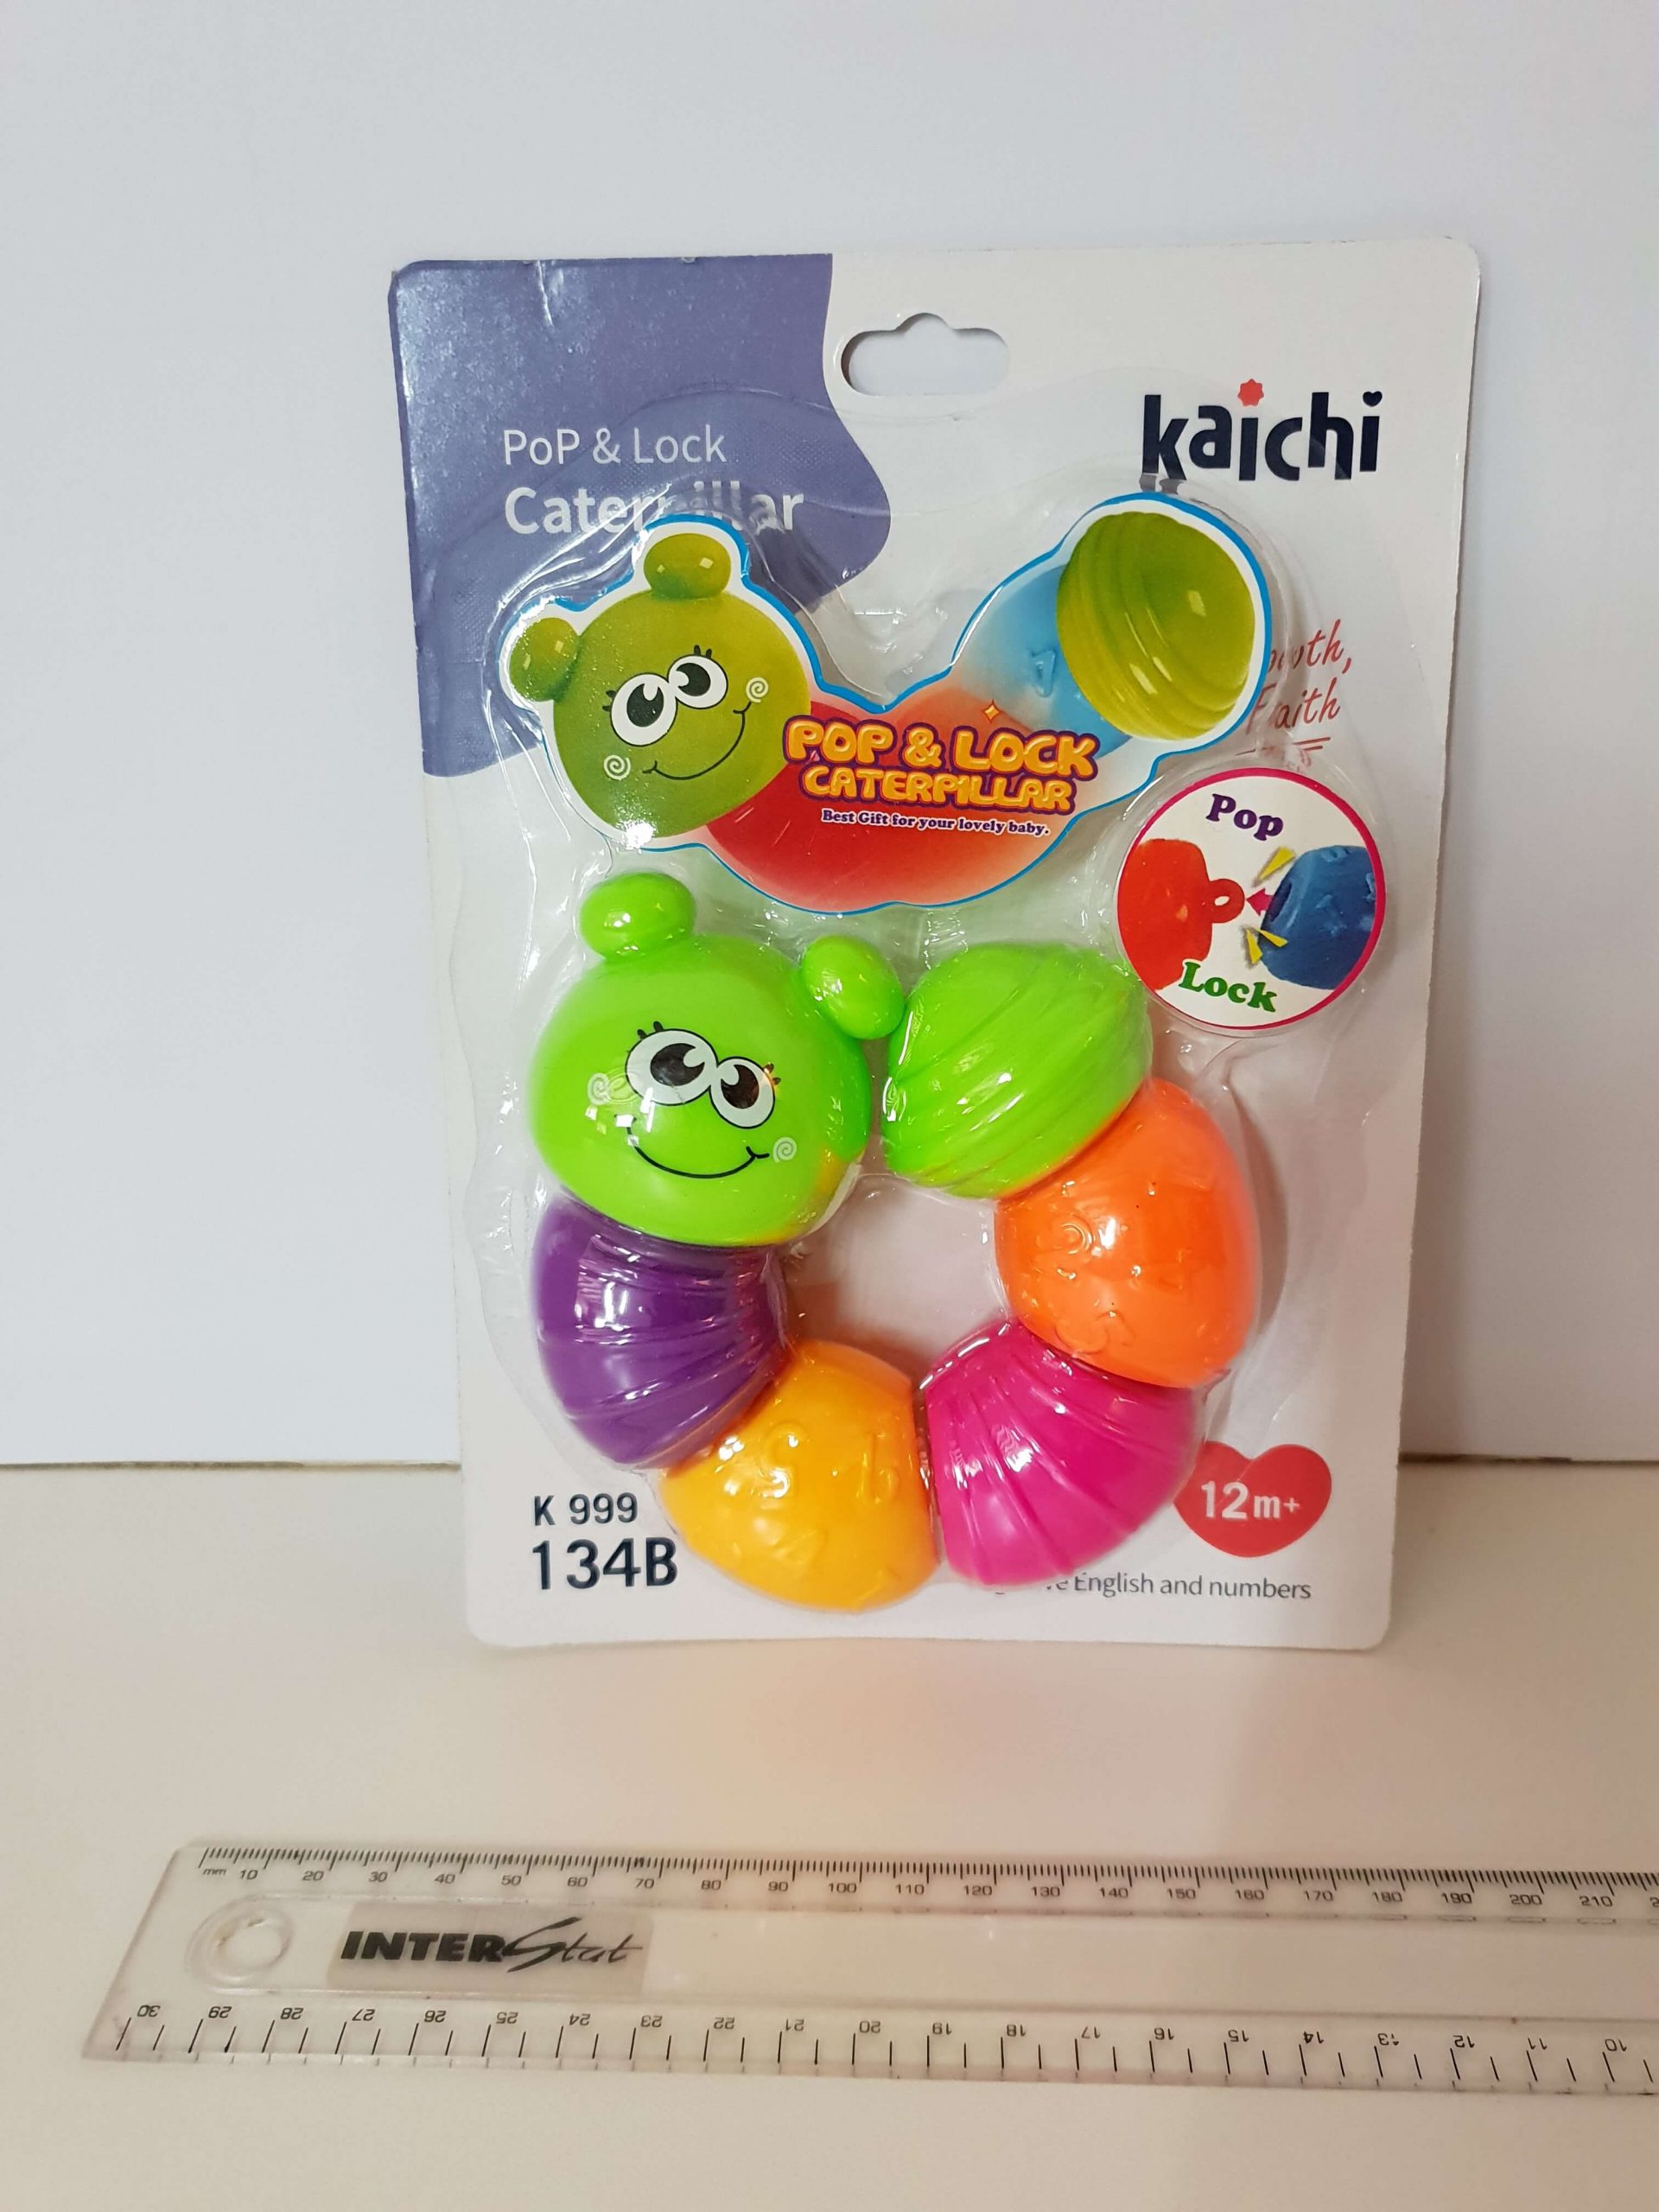 kaichi
PoP & Lock
Caterpillar
Faith
POP & LOCK
CATERPILLAR
Best Gift for your lovely baby.
Pop
Lock
K 999
134B
12m+
English and numbers
mm 10 20 30 40 50 60 70 80 90 100 110 120 130 140 150 160 170 180 190 200 210
INTERStat
30 29 28 27 26 25 24 23 22 21 20 19 18 17 16 15 14 13 12 11 10